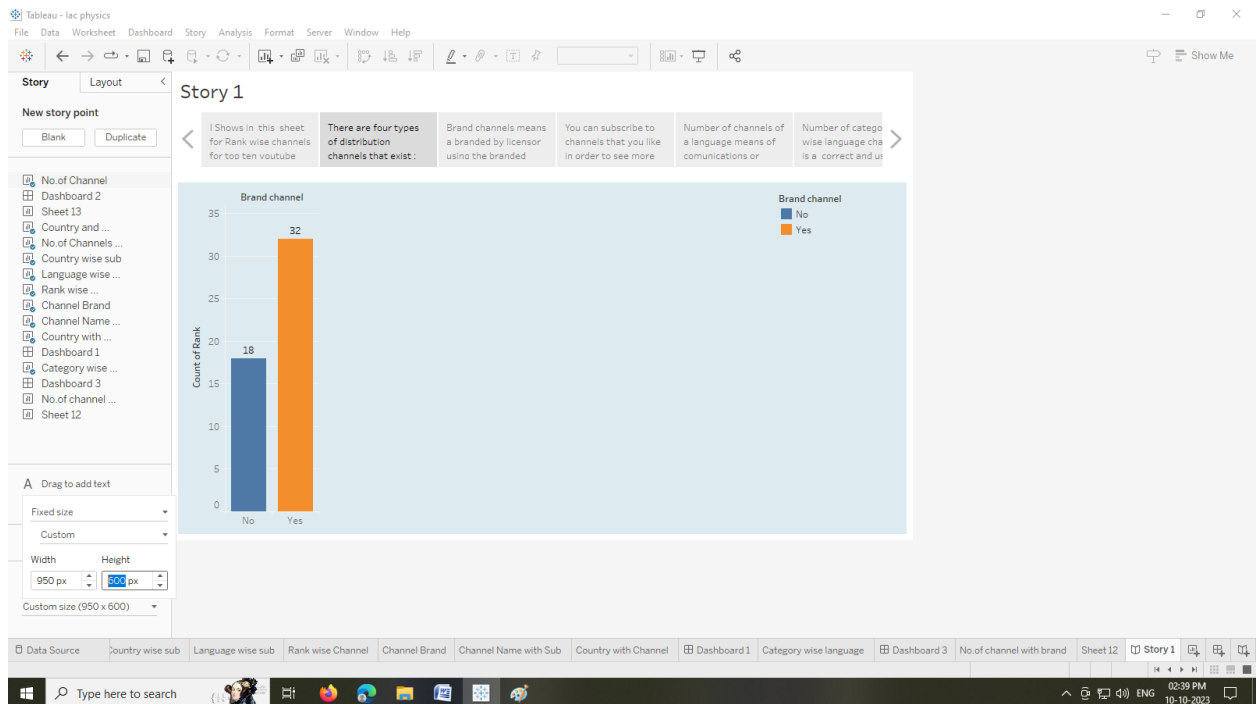 Tableau - lac physics
File Data Worksheet Dashboard Story Analysis Format Server Window Help
Show Me
Story Layout
New story point
Blank Duplicate
No.of Channel
Dashboard 2
Sheet 13
Country and ...
No.of Channels ...
Country wise sub
Language wise ...
Rank wise ...
Channel Brand
Channel Name ...
Country with ...
Dashboard 1
Category wise ...
Dashboard 3
No.of channel ...
Sheet 12
A Drag to add text
Fixed size
Custom
Width Height
950 px 600 px
Custom size (950 x 600)
Story 1
I Shows in this sheet
for Rank wise channels
for top ten youtube
There are four types
of distribution
channels that exist :
Brand channels means
a branded by licensor
using the branded
You can subscribe to
channels that you like
in order to see more
Number of channels of
a language means of
comunications or
Number of catego
wise language cha
is a correct and us
Brand channel
35
30
25
20
15
10
5
0
Count of Rank
18
32
No Yes
Brand channel
No
Yes
Data Source Country wise sub Language wise sub Rank wise Channel Channel Brand Channel Name with Sub Country with Channel Dashboard 1 Category wise language Dashboard 3 No.of channel with brand Sheet 12 Story 1
Type here to search
ENG
02:39 PM
10-10-2023